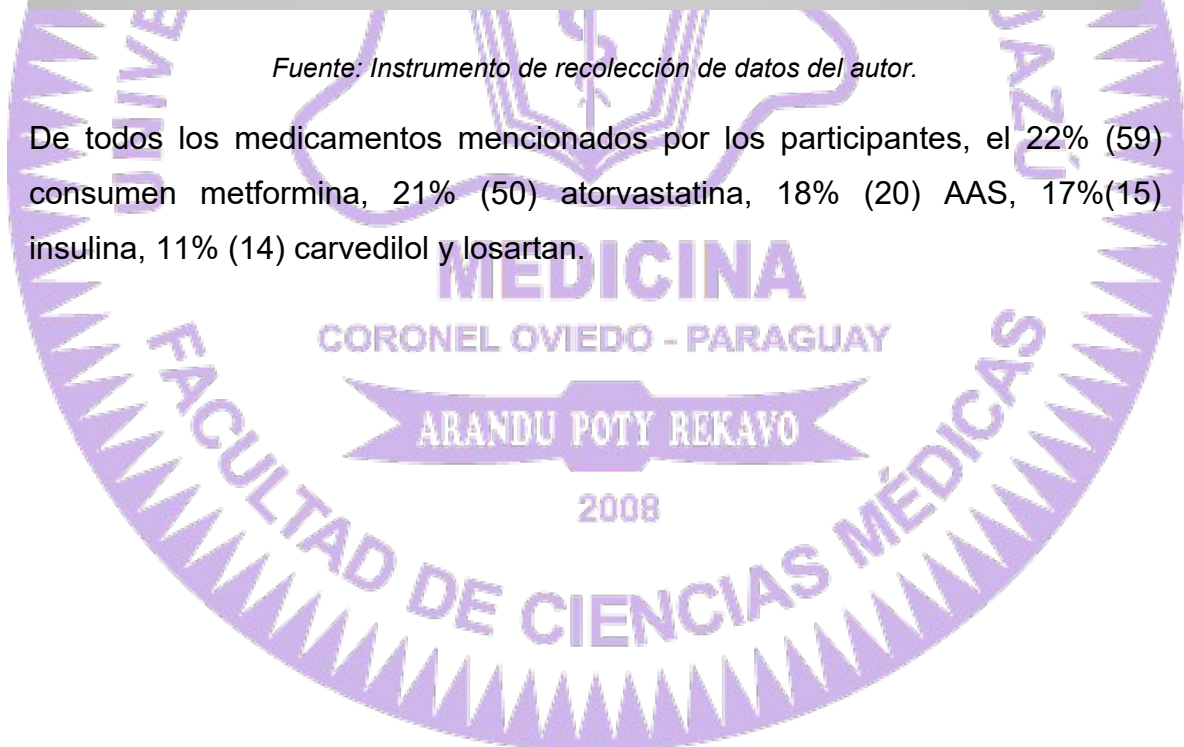 UNIVE
UAZÚ
Fuente: Instrumento de recolección de datos del autor.
De todos los medicamentos mencionados por los participantes, el 22% (59)
consumen metformina, 21% (50) atorvastatina, 18% (20) AAS, 17%(15)
insulina, 11% (14) carvedilol y losartan.
MEDICINA
CORONEL OVIEDO - PARAGUAY
ARANDU POTY REKAVO
2008
FACULTAD DE CIENCIAS MÉDICAS